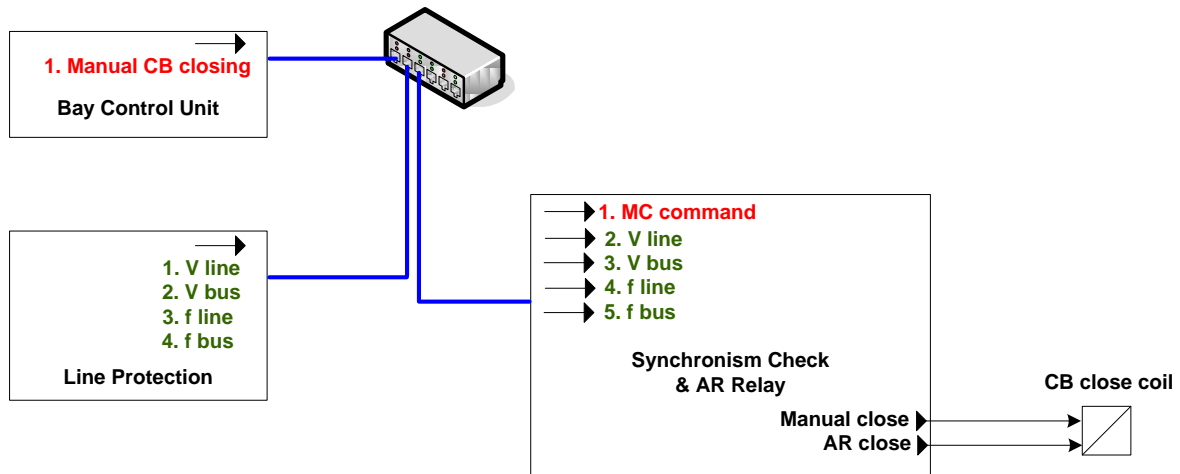 1. Manual CB closing
Bay Control Unit
1. V line
2. V bus
3. f line
4. f bus
Line Protection
1. MC command
2. V line
3. V bus
4. f line
5. f bus
Synchronism Check
& AR Relay
Manual close
AR close
CB close coil